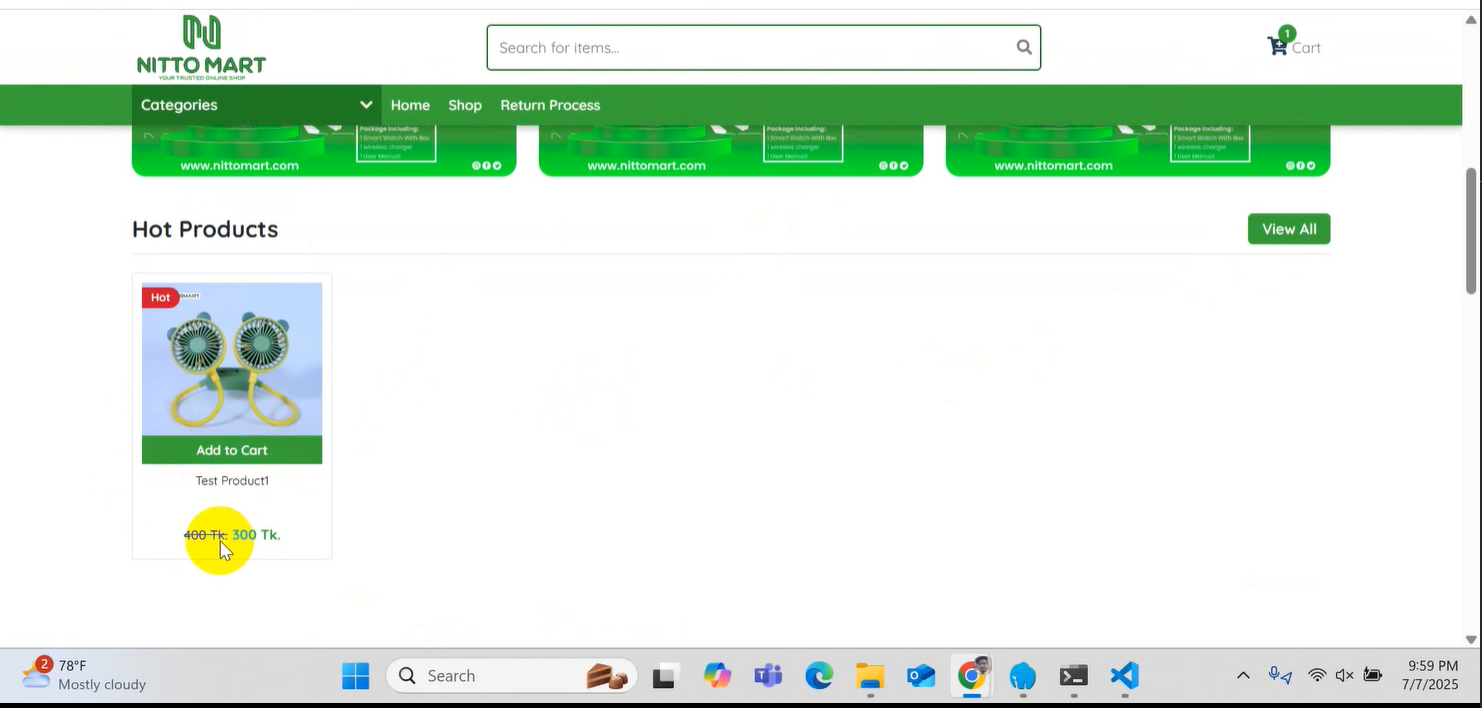 NITTO MART
YOUR TRUSTED ONLINE SHOP
Search for items...
1
Cart
Categories
Home
Shop
Return Process
Package Including:
1 Smart Watch With Box
1 wireless charger
1 User Manual
www.nittomart.com
Package Including:
1 Smart Watch With Box
1 wireless charger
1 User Manual
www.nittomart.com
Package Including:
1 Smart Watch With Box
1 wireless charger
1 User Manual
www.nittomart.com
Hot Products
View All
Hot
Add to Cart
Test Product1
400 Tk. 300 Tk.
2
78°F
Mostly cloudy
Search
9:59 PM
7/7/2025